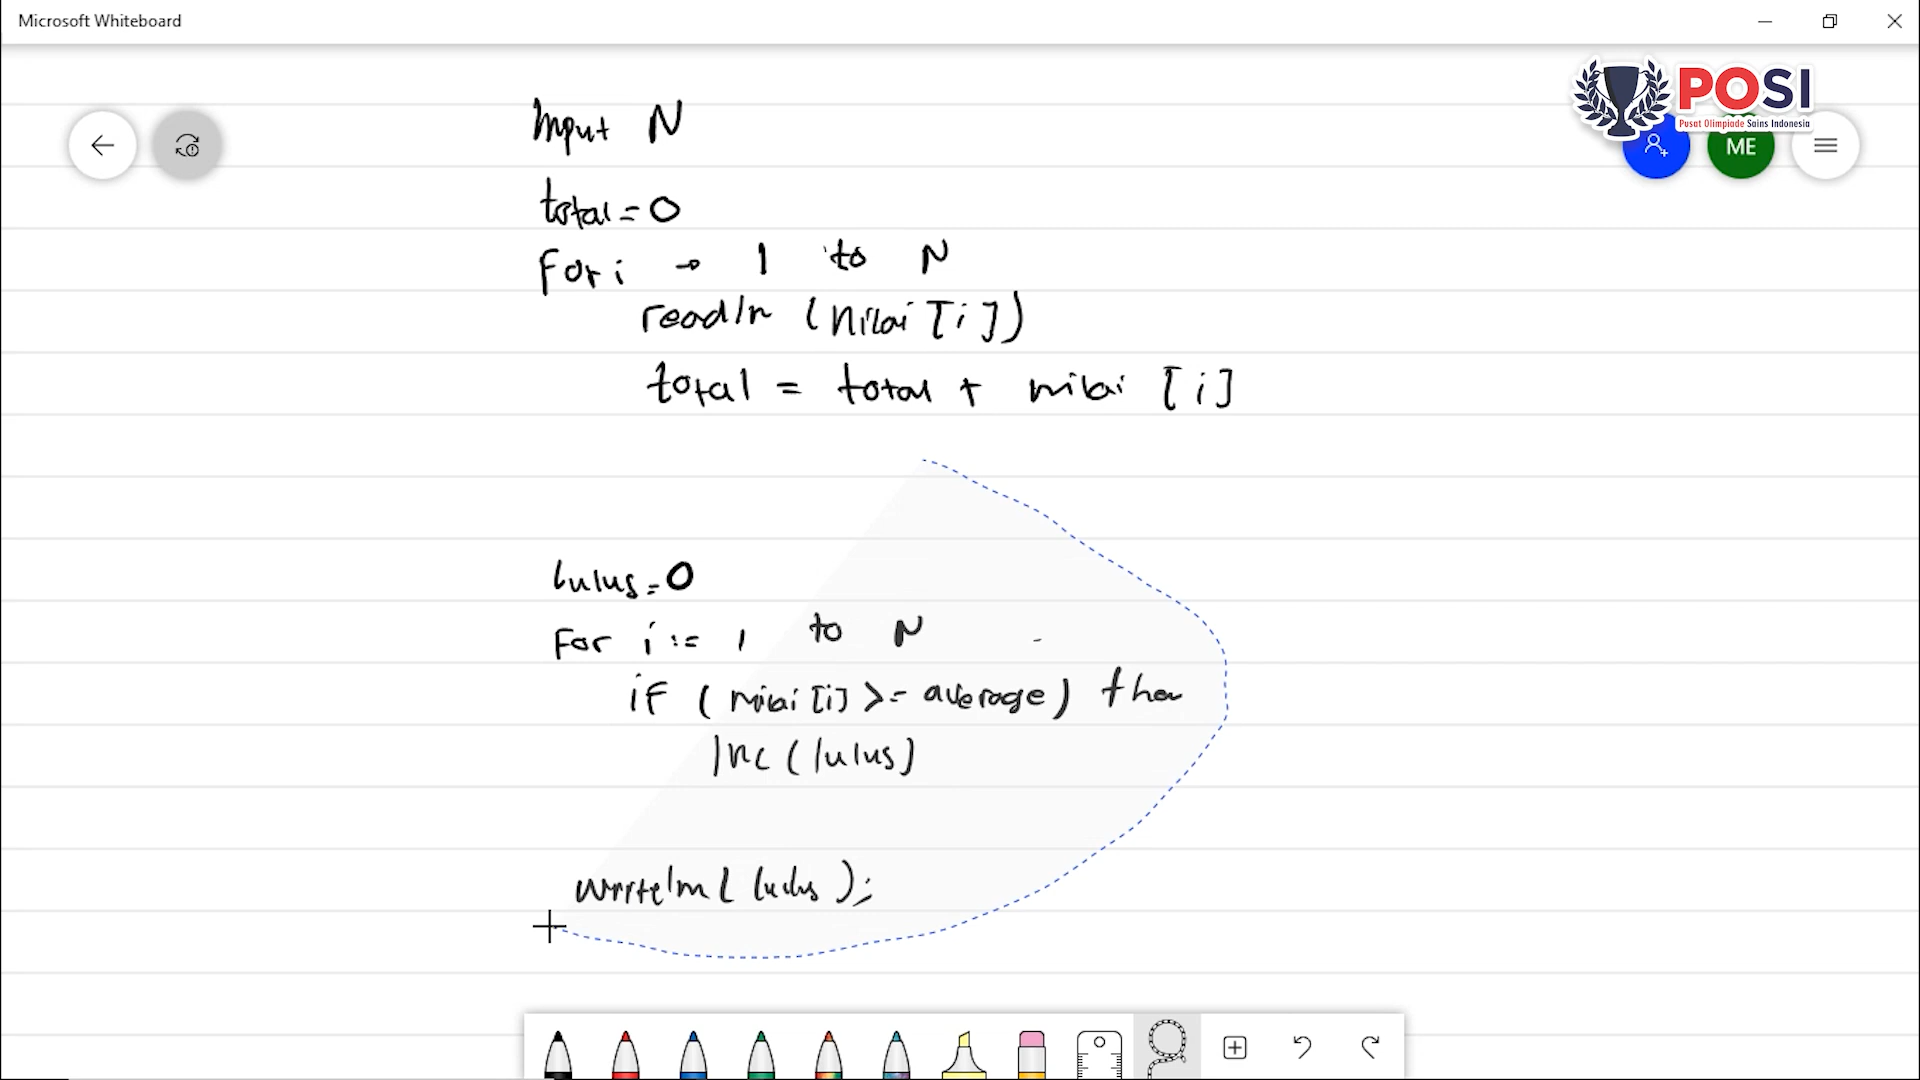 Microsoft Whiteboard
POSI
Pusat Olimpiade Sains Indonesia
ME
Input N
total = 0
For i → 1 to N
readln (Nilai [i])
total = total + nilai [i]
lulus = 0
For i := 1 to N
if ( nilai [i] >= average ) then
Inc ( lulus )
writeln ( lulus );